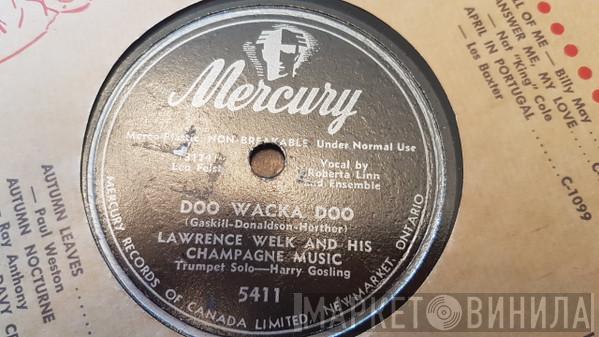 Mercury
Merco-Plastic NON-BREAKABLE Under Normal Use
Leo Feist
Vocal by
Roberta Linn
and Ensemble
DOO WACKA DOO
(Gaskill-Donaldson-Horther)
LAWRENCE WELK AND HIS
CHAMPAGNE MUSIC
Trumpet Solo—Harry Gosling
5411
MERCURY RECORDS OF CANADA LIMITED, NEWMARKET, ONTARIO
ALL OF ME — Billy May
ANSWER ME, MY LOVE
— Nat "King" Cole
APRIL IN PORTUGAL
— Les Baxter
C-1099
AUTUMN LEAVES
— Paul Weston
AUTUMN NOCTURNE
— Ray Anthony
МАРКЕТ ВИНИЛА